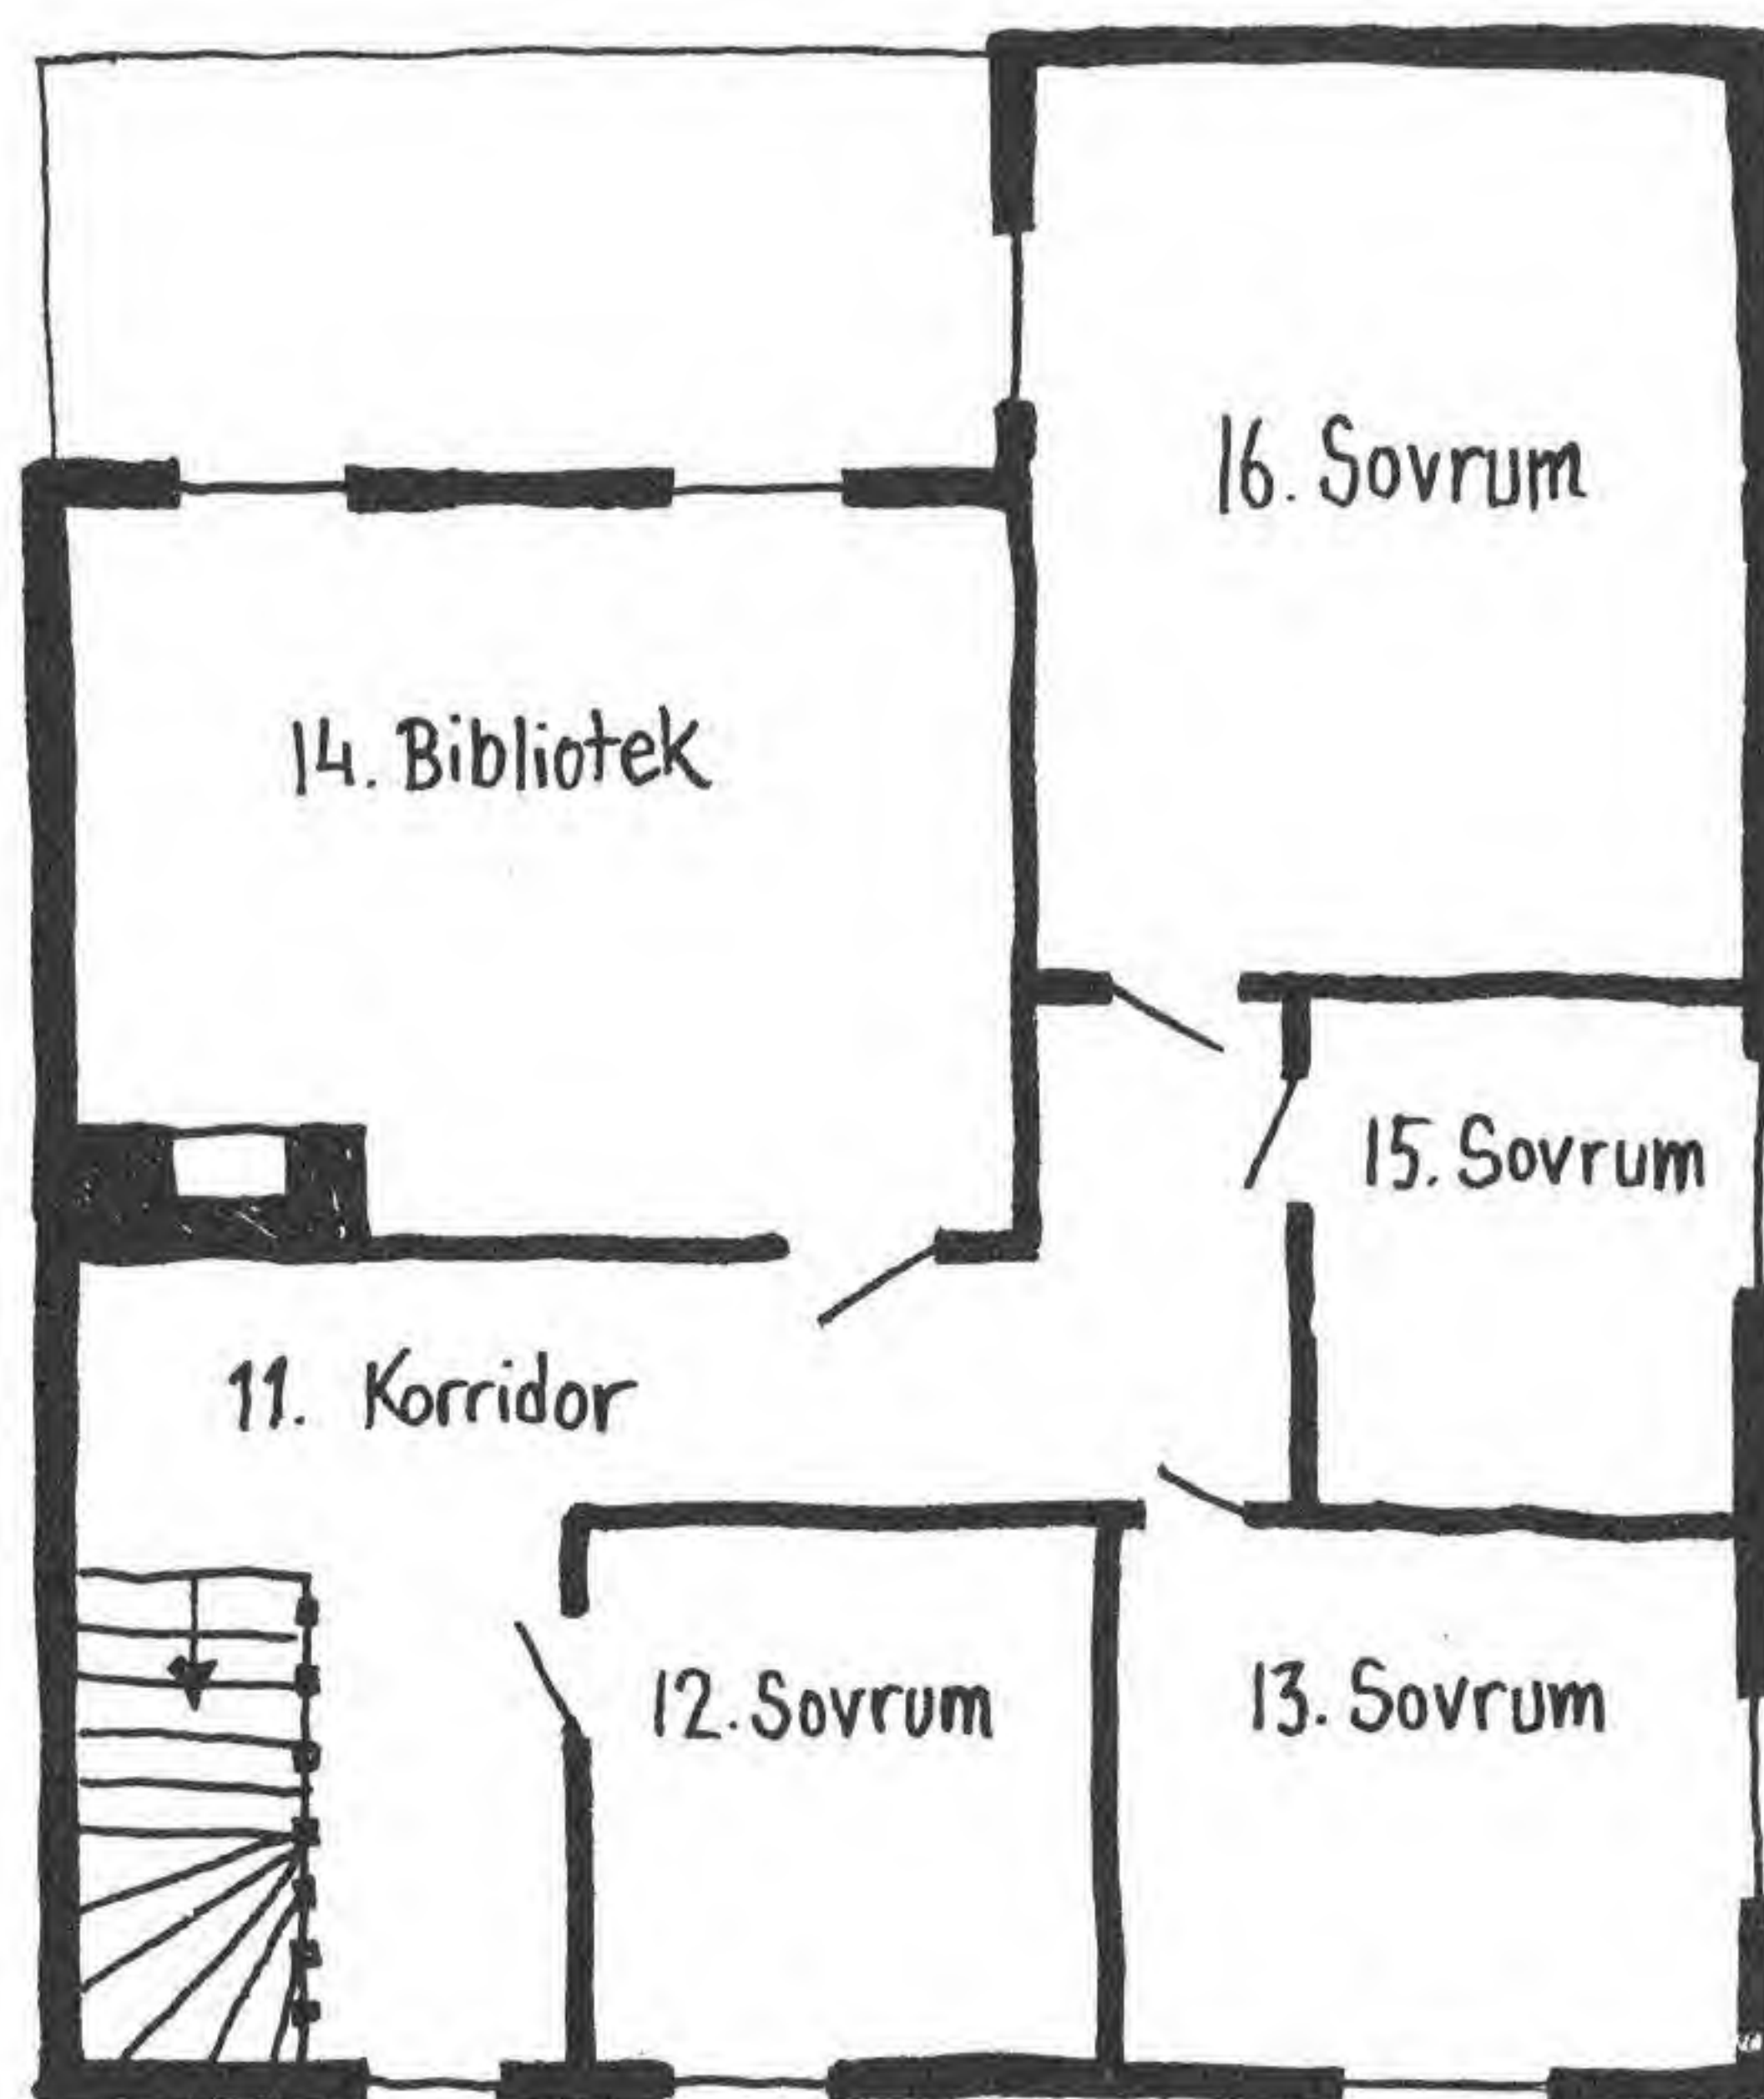 16. Sovrum
14. Bibliotek
15. Sovrum
11. Korridor
12. Sovrum
13. Sovrum